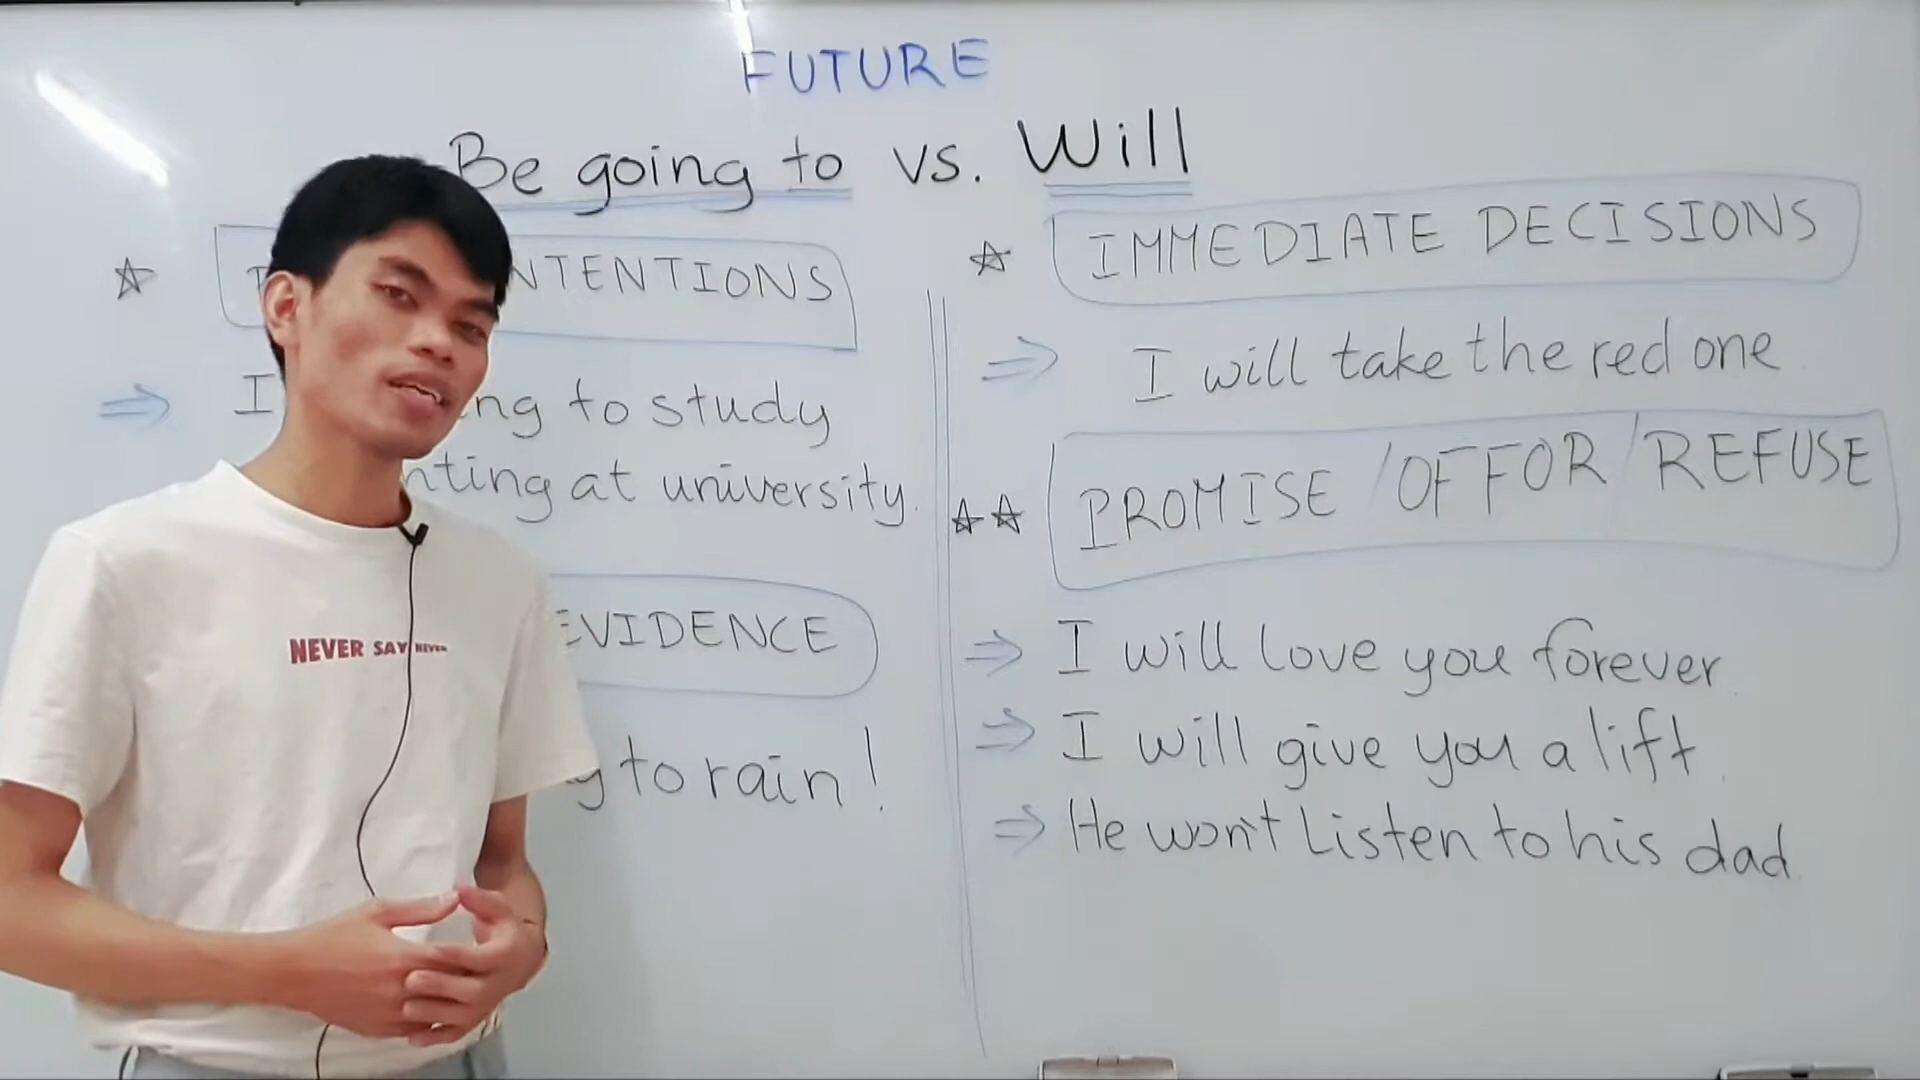 FUTURE
Be going to vs. Will
NTENTIONS
I ng to study
nting at university.
EVIDENCE
y to rain!
IMMEDIATE DECISIONS
I will take the red one
PROMISE / OFFOR / REFUSE
I will love you forever.
I will give you a lift.
He won't Listen to his dad.
NEVER SAY NEVER